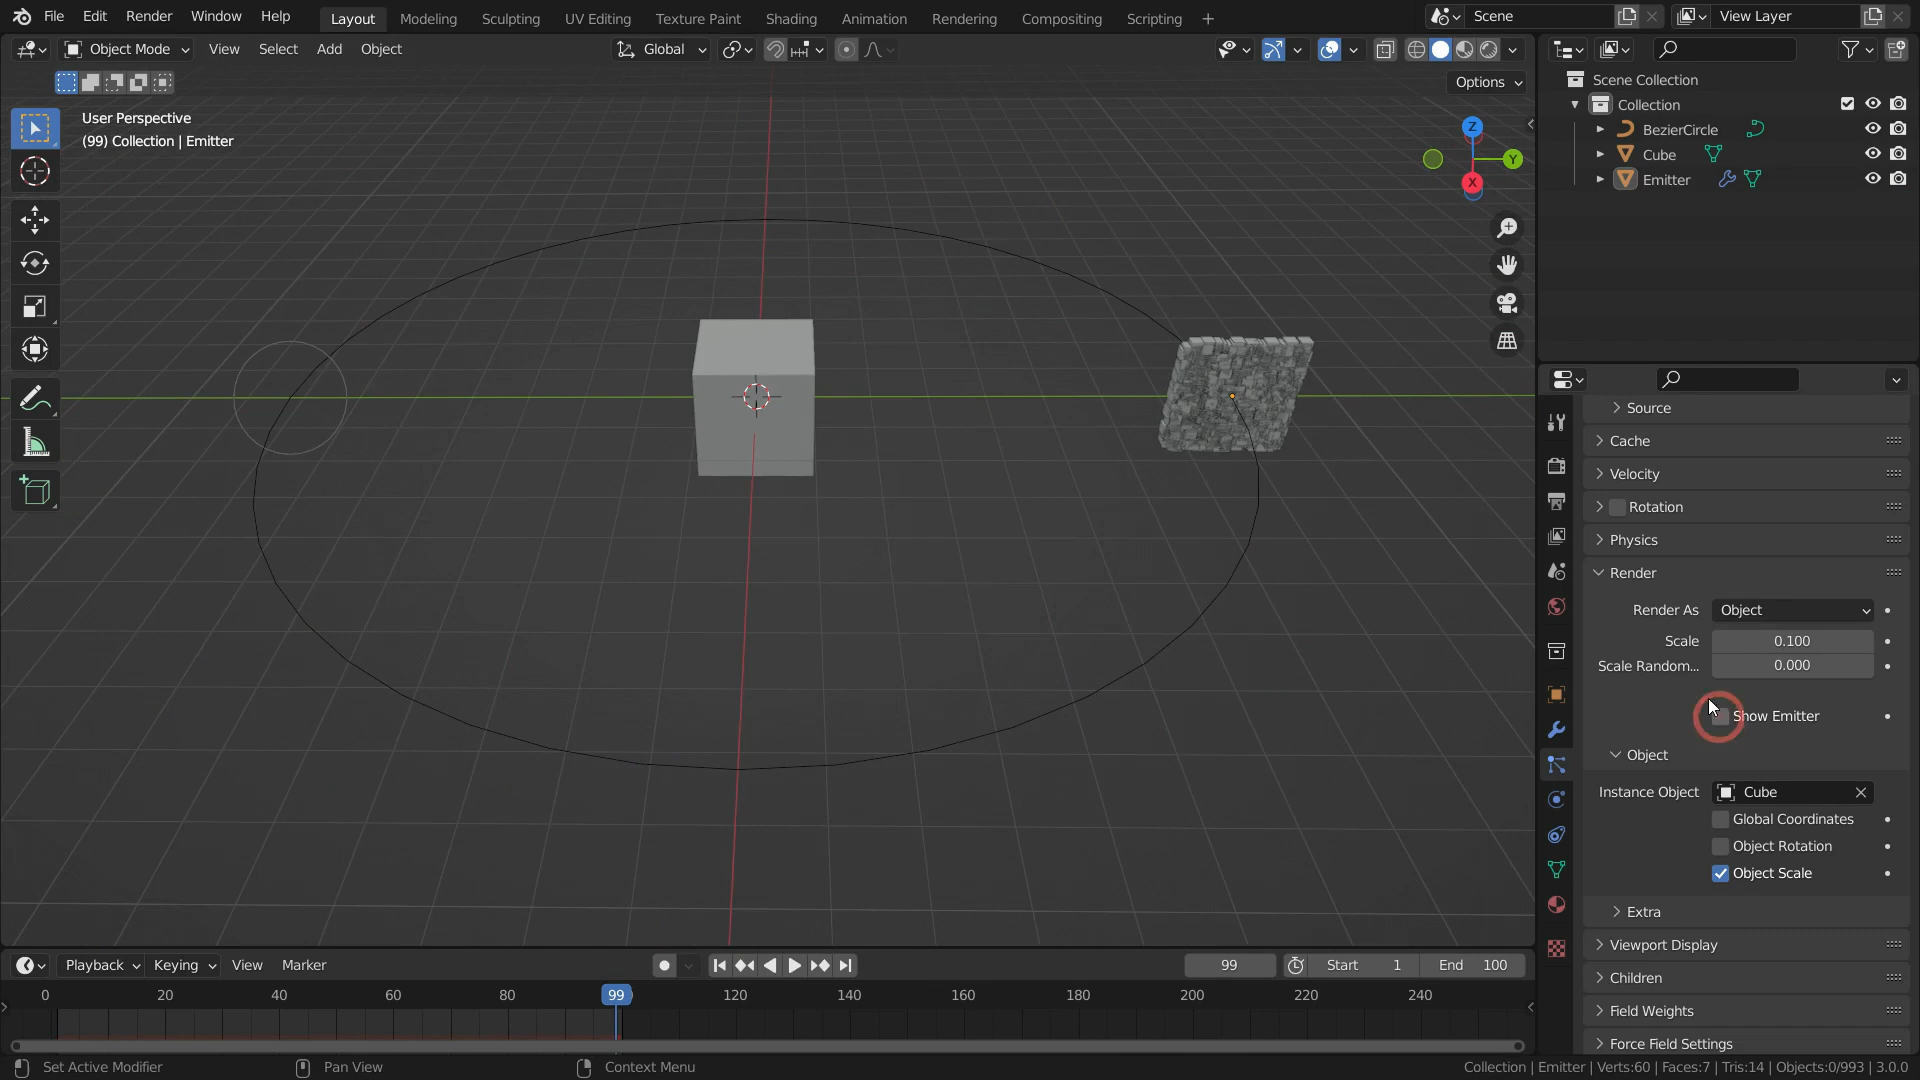 File Edit Render Window Help
Layout Modeling Sculpting UV Editing Texture Paint Shading Animation Rendering Compositing Scripting +
Scene
View Layer
Object Mode View Select Add Object
Global
Options
User Perspective
(99) Collection | Emitter
Z
Y
X
Scene Collection
Collection
BezierCircle
Cube
Emitter
Source
Cache
Velocity
Rotation
Physics
Render
Render As Object
Scale 0.100
Scale Random... 0.000
Show Emitter
Object
Instance Object Cube
Global Coordinates
Object Rotation
Object Scale
Extra
Viewport Display
Children
Field Weights
Force Field Settings
Playback Keying View Marker
99
Start 1 End 100
0 20 40 60 80 99 120 140 160 180 200 220 240
Set Active Modifier Pan View Context Menu
Collection | Emitter | Verts:60 | Faces:7 | Tris:14 | Objects:0/993 | 3.0.0